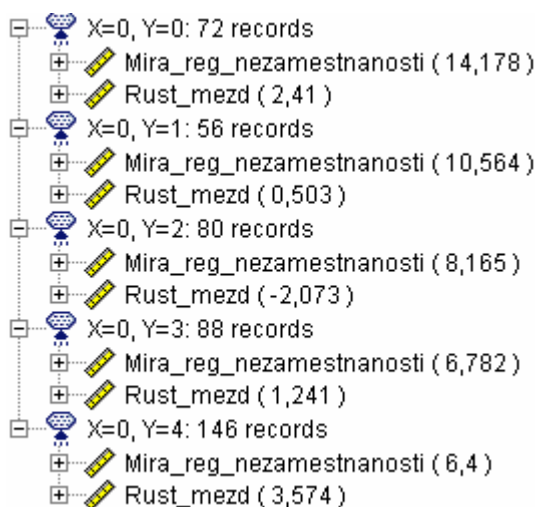 X=0, Y=0: 72 records
Mira_reg_nezamestnanosti ( 14,178 )
Rust_mezd ( 2,41 )
X=0, Y=1: 56 records
Mira_reg_nezamestnanosti ( 10,564 )
Rust_mezd ( 0,503 )
X=0, Y=2: 80 records
Mira_reg_nezamestnanosti ( 8,165 )
Rust_mezd ( -2,073 )
X=0, Y=3: 88 records
Mira_reg_nezamestnanosti ( 6,782 )
Rust_mezd ( 1,241 )
X=0, Y=4: 146 records
Mira_reg_nezamestnanosti ( 6,4 )
Rust_mezd ( 3,574 )